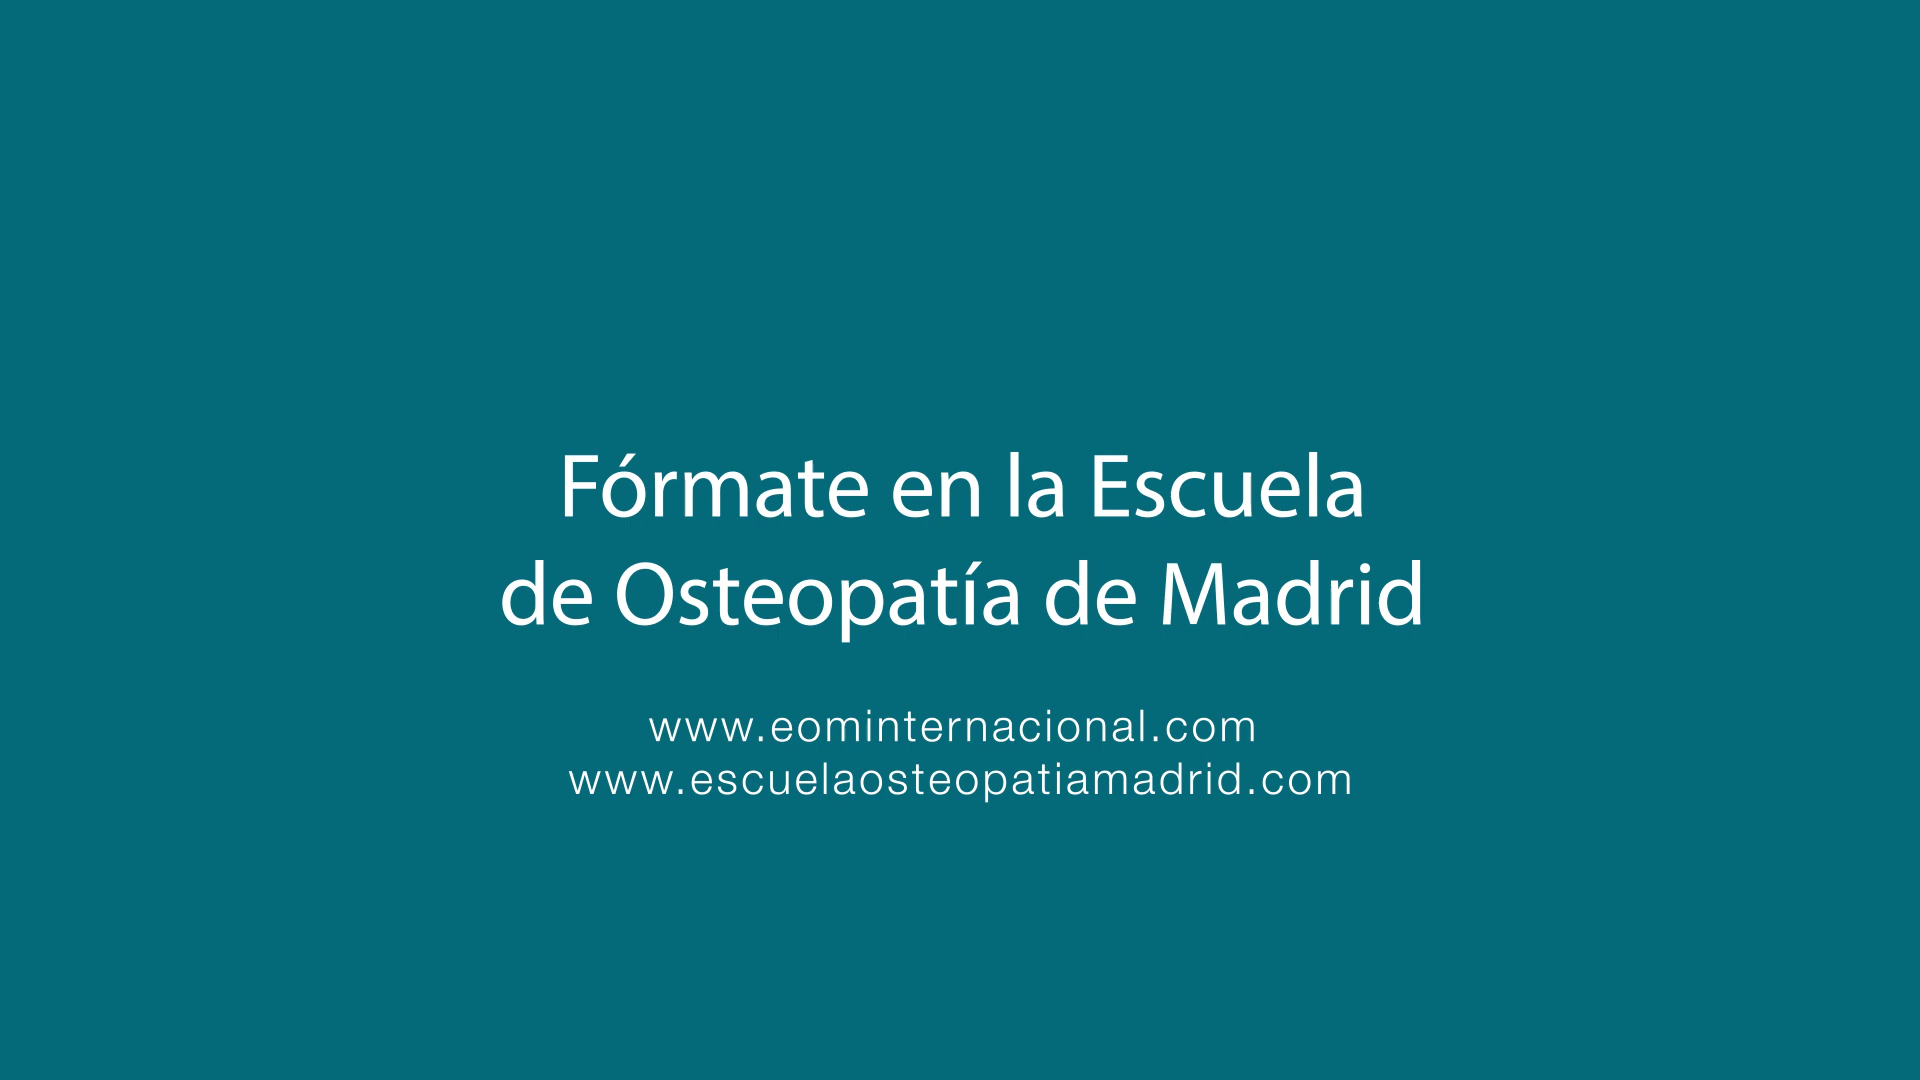 Fórmate en la Escuela
de Osteopatía de Madrid
www.eominternacional.com
www.escuelaosteopatiamadrid.com